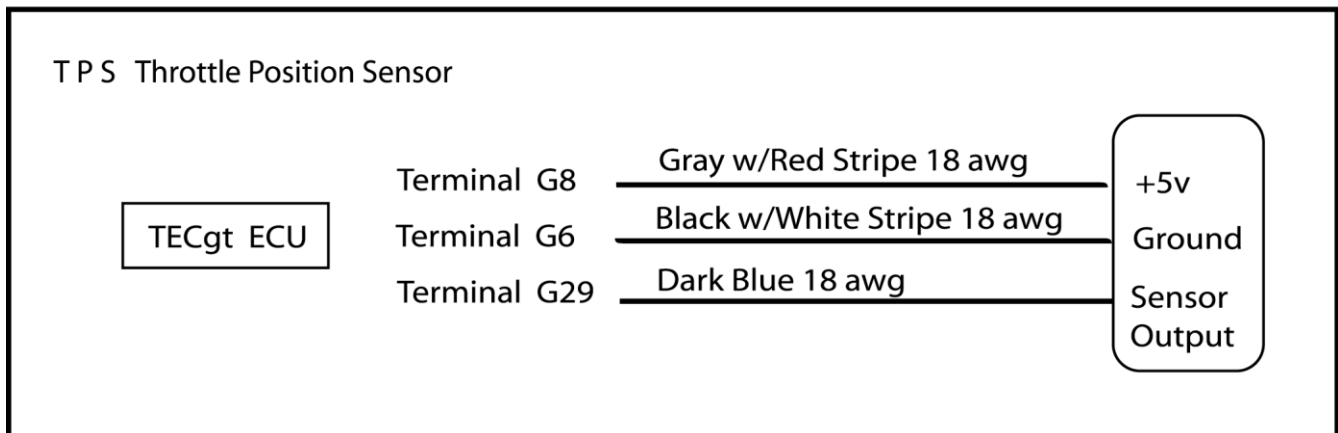 T P S Throttle Position Sensor
Terminal G8 Gray w/Red Stripe 18 awg +5v
TECgt ECU Terminal G6 Black w/White Stripe 18 awg Ground
Terminal G29 Dark Blue 18 awg Sensor
Output